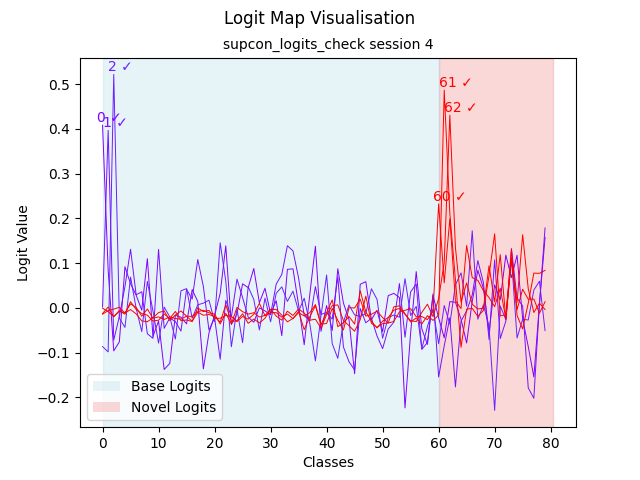 Logit Map Visualisation
supcon_logits_check session 4
0 ✓
1 ✓
2 ✓
61 ✓
62 ✓
60 ✓
Logit Value
0.5
0.4
0.3
0.2
0.1
0.0
−0.1
−0.2
Base Logits
Novel Logits
0 10 20 30 40 50 60 70 80
Classes